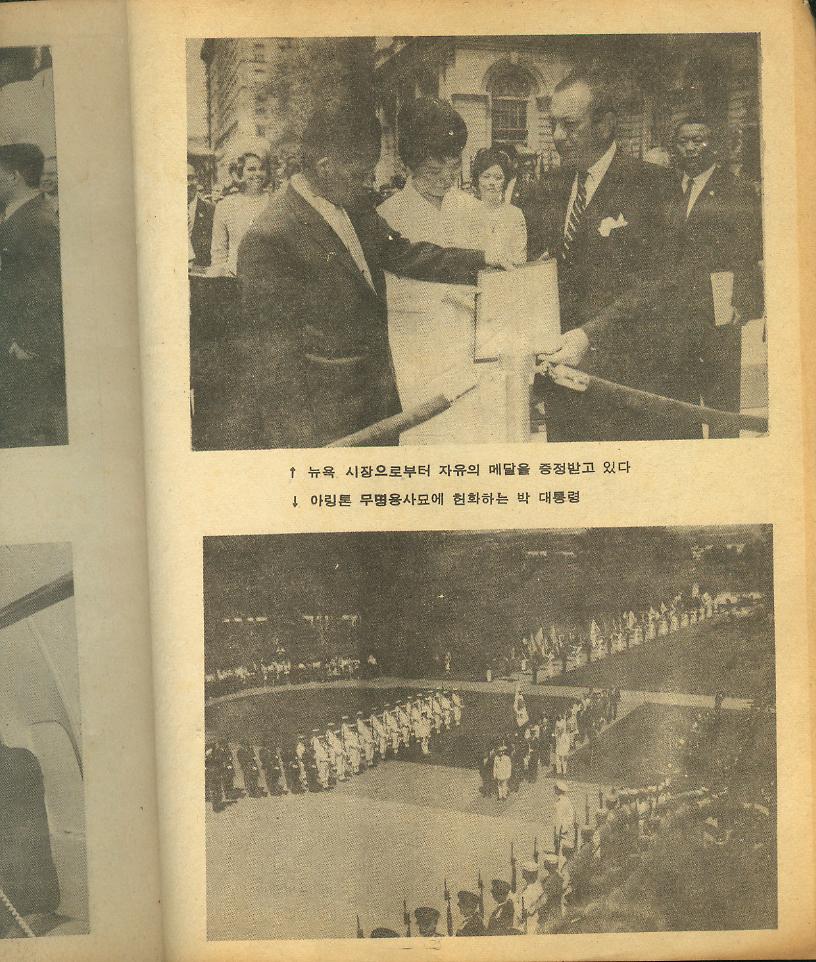 ↑ 뉴욕 시장으로부터 자유의 메달을 증정받고 있다
↓ 아링톤 무명용사묘에 헌화하는 박 대통령